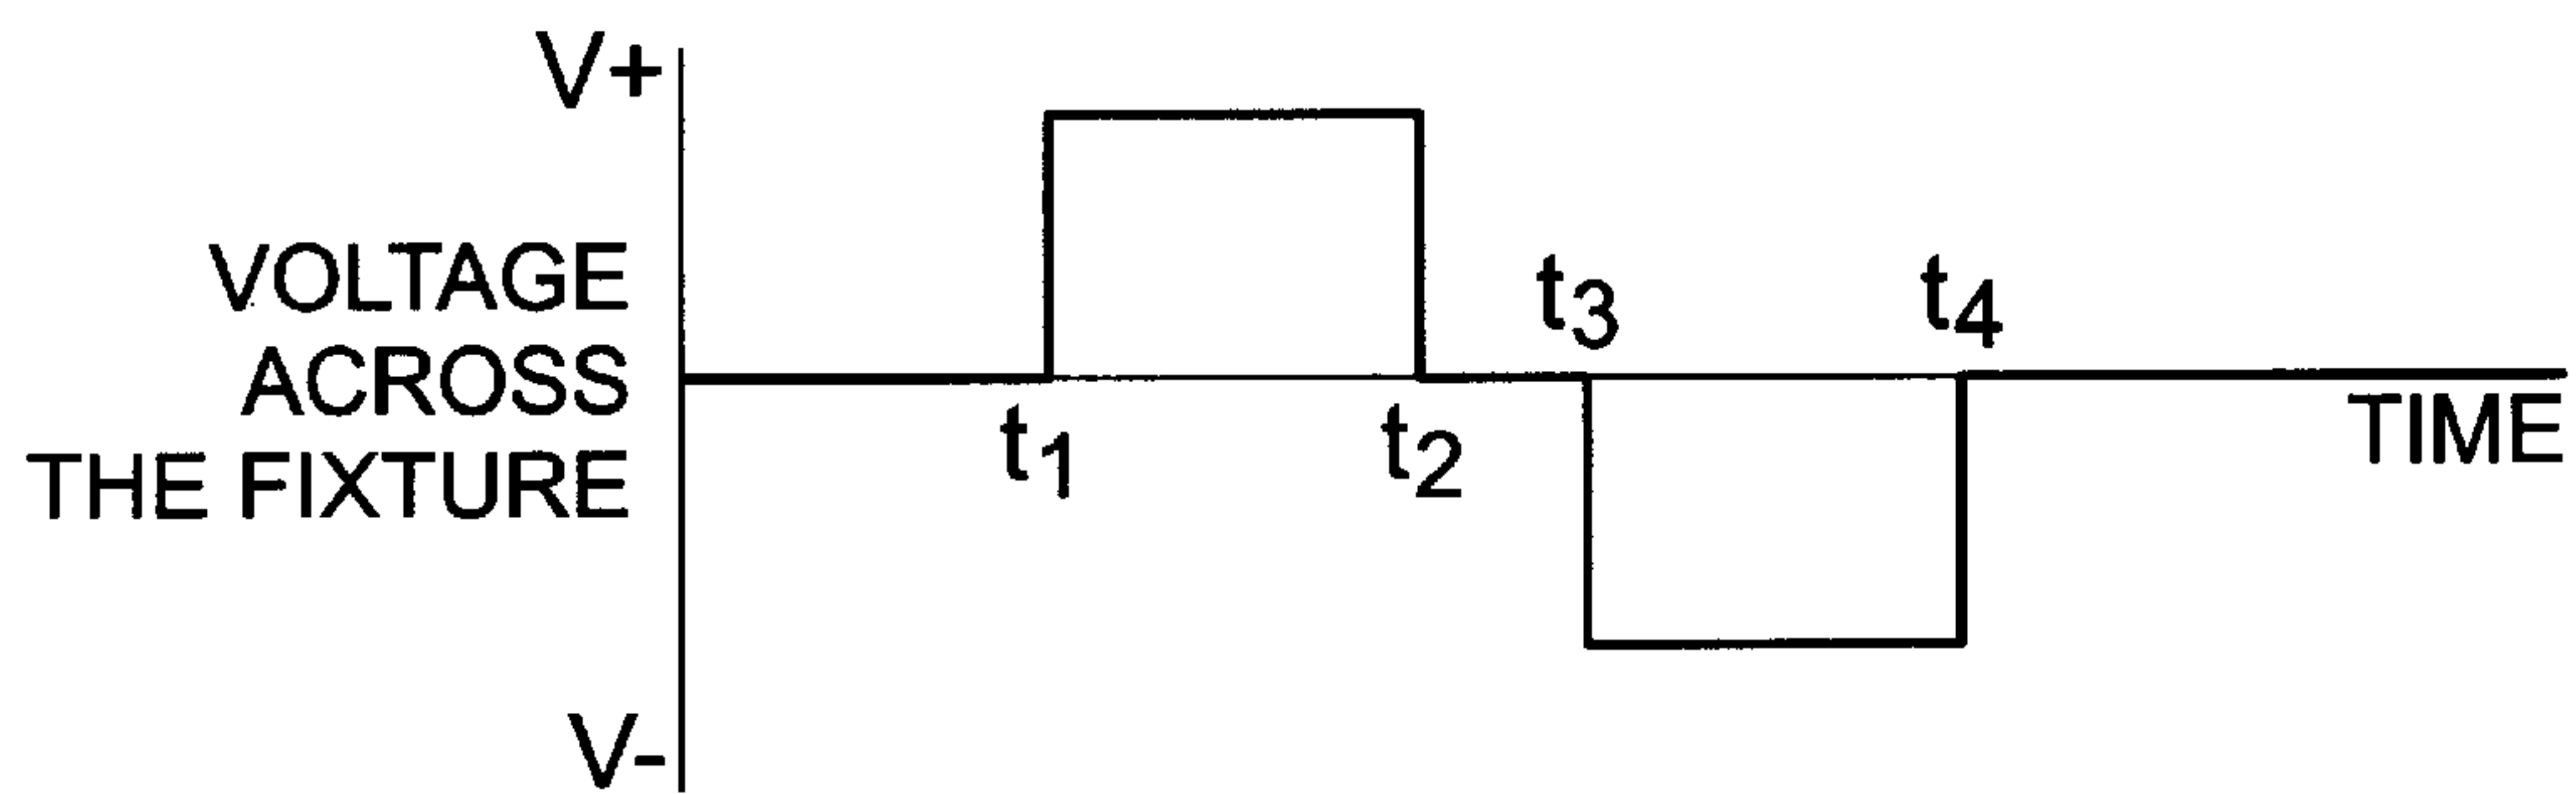 V+
VOLTAGE
ACROSS
THE FIXTURE
t3
t4
t1
t2
TIME
V-